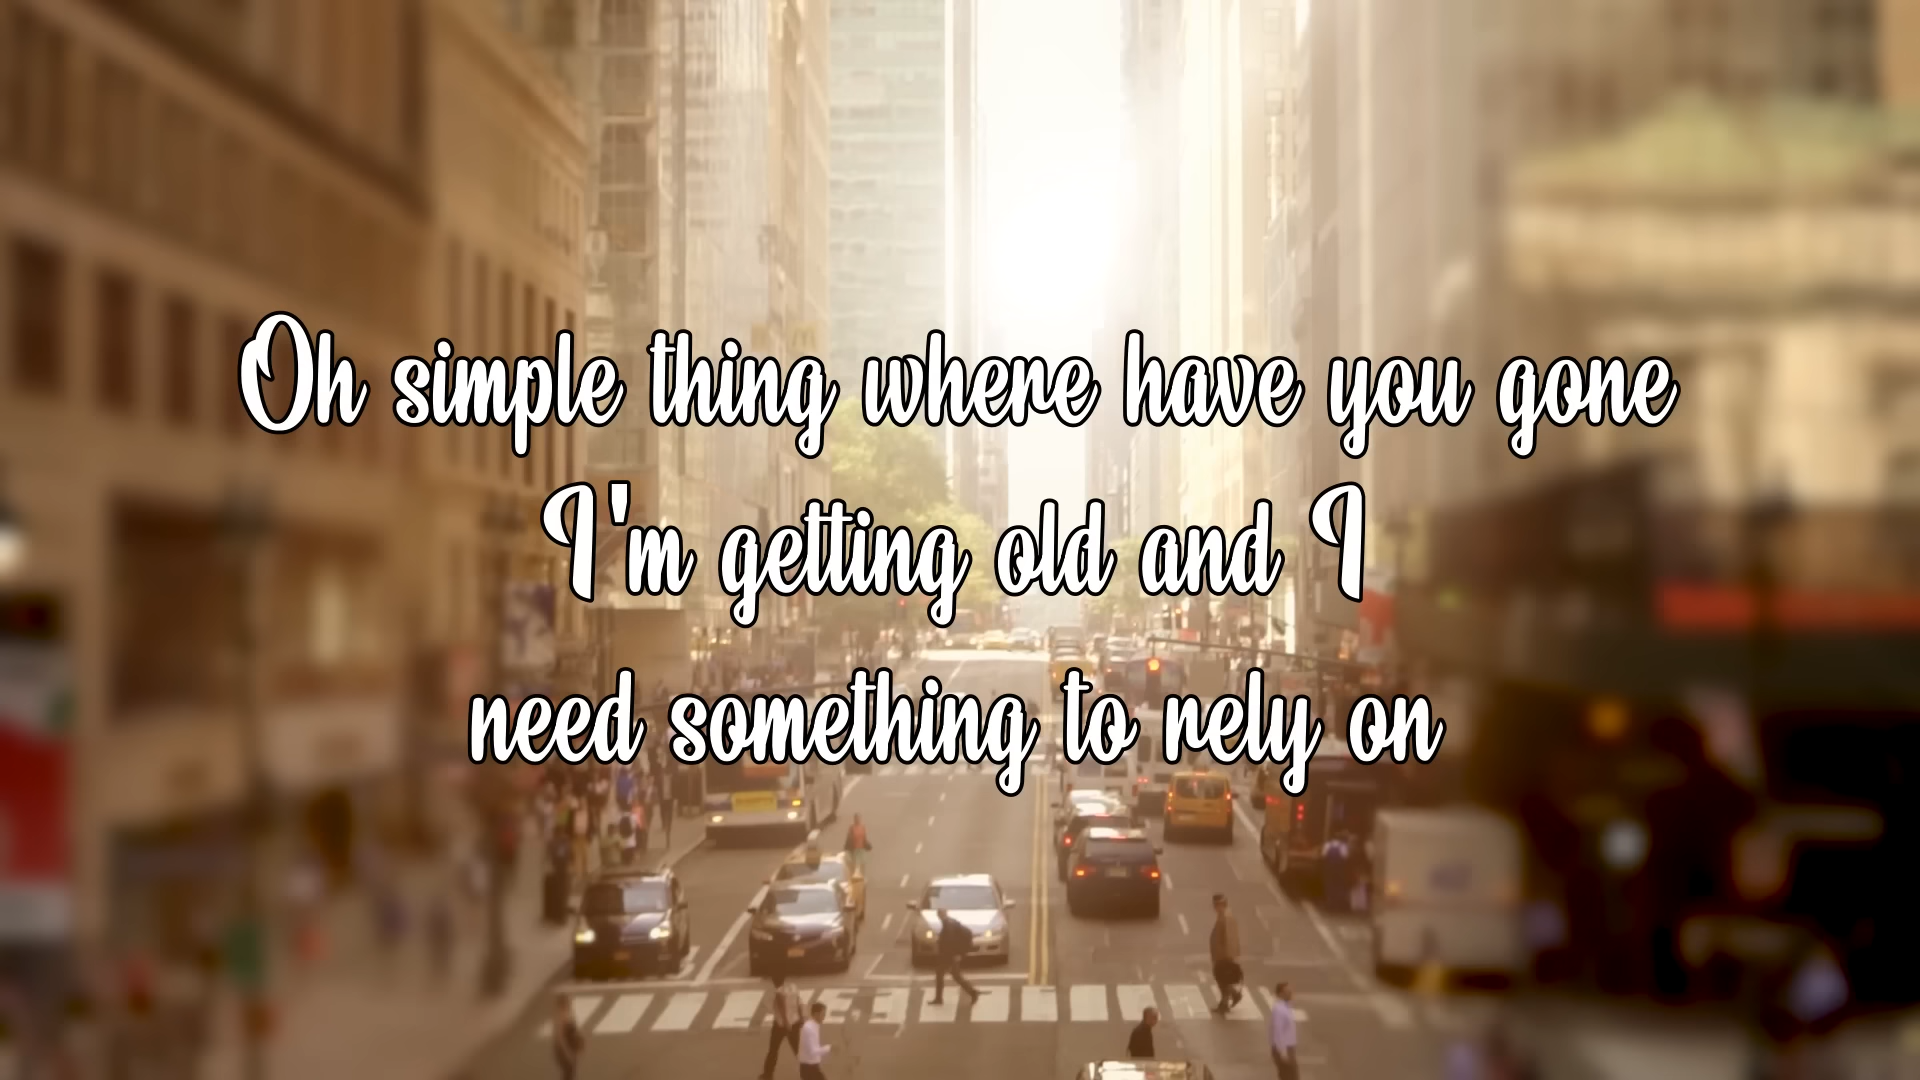 Oh simple thing where have you gone
I'm getting old and I
need something to rely on